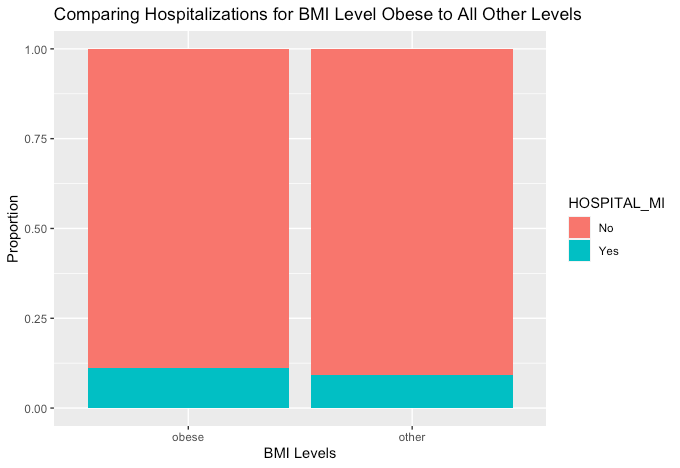 Comparing Hospitalizations for BMI Level Obese to All Other Levels
1.00
0.75
0.50
0.25
0.00
Proportion
obese
other
BMI Levels
HOSPITAL_MI
No
Yes